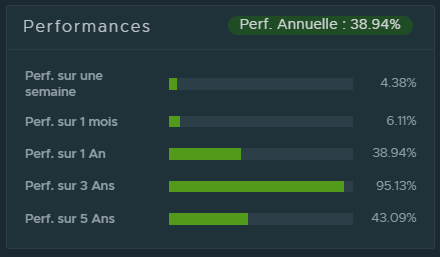 Performances
Perf. Annuelle : 38.94%
Perf. sur une
semaine
4.38%
Perf. sur 1 mois
6.11%
Perf. sur 1 An
38.94%
Perf. sur 3 Ans
95.13%
Perf. sur 5 Ans
43.09%